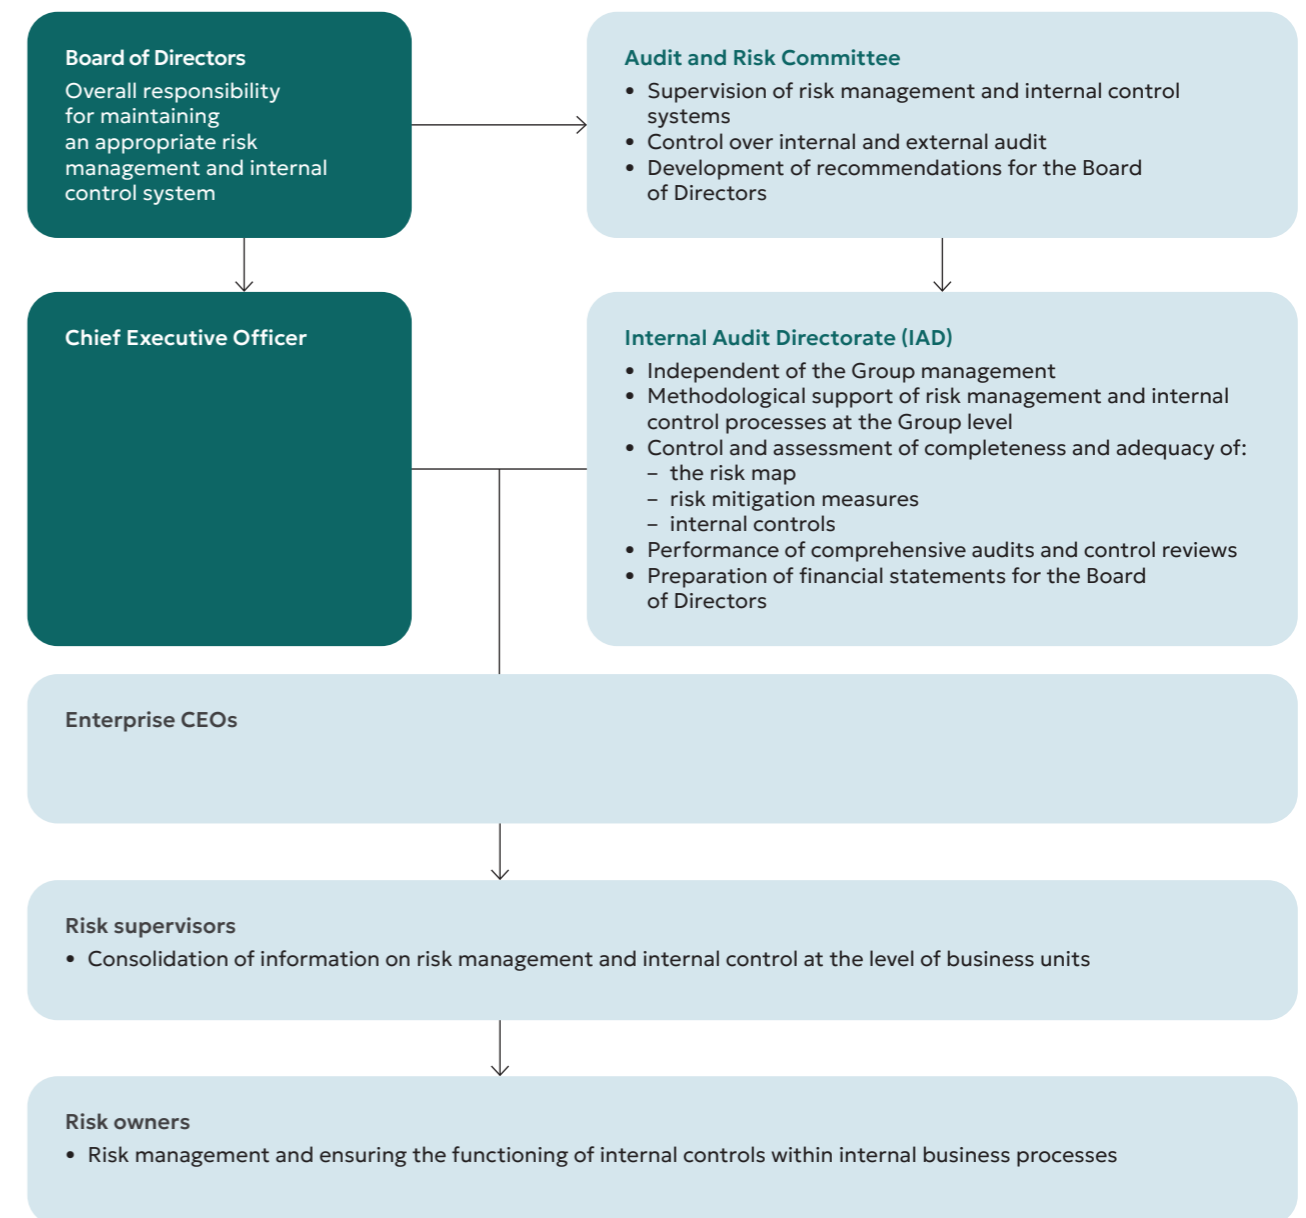 Board of Directors
Overall responsibility
for maintaining
an appropriate risk
management and internal
control system
Audit and Risk Committee
• Supervision of risk management and internal control
systems
• Control over internal and external audit
• Development of recommendations for the Board
of Directors
Chief Executive Officer
Internal Audit Directorate (IAD)
• Independent of the Group management
• Methodological support of risk management and internal
control processes at the Group level
• Control and assessment of completeness and adequacy of:
– the risk map
– risk mitigation measures
– internal controls
• Performance of comprehensive audits and control reviews
• Preparation of financial statements for the Board
of Directors
Enterprise CEOs
Risk supervisors
• Consolidation of information on risk management and internal control at the level of business units
Risk owners
• Risk management and ensuring the functioning of internal controls within internal business processes